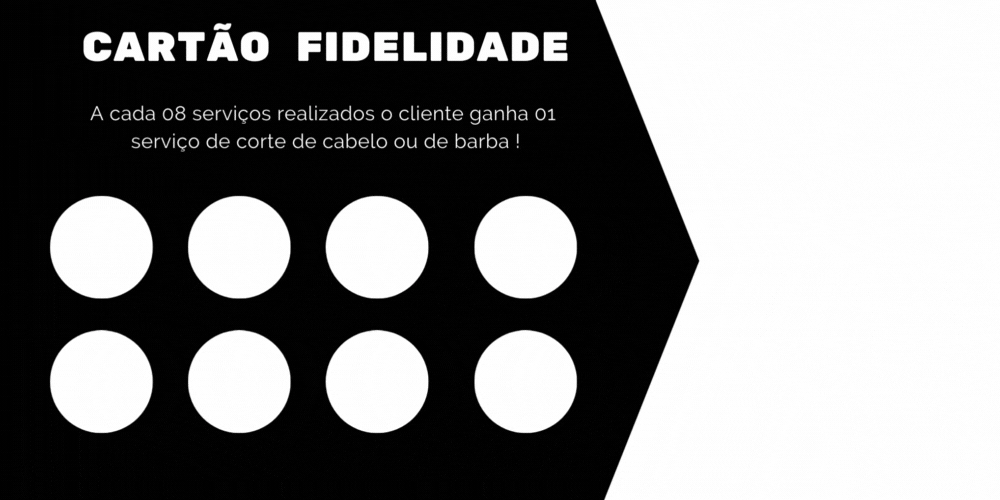 CARTÃO FIDELIDADE
A cada 08 serviços realizados o cliente ganha 01
serviço de corte de cabelo ou de barba !